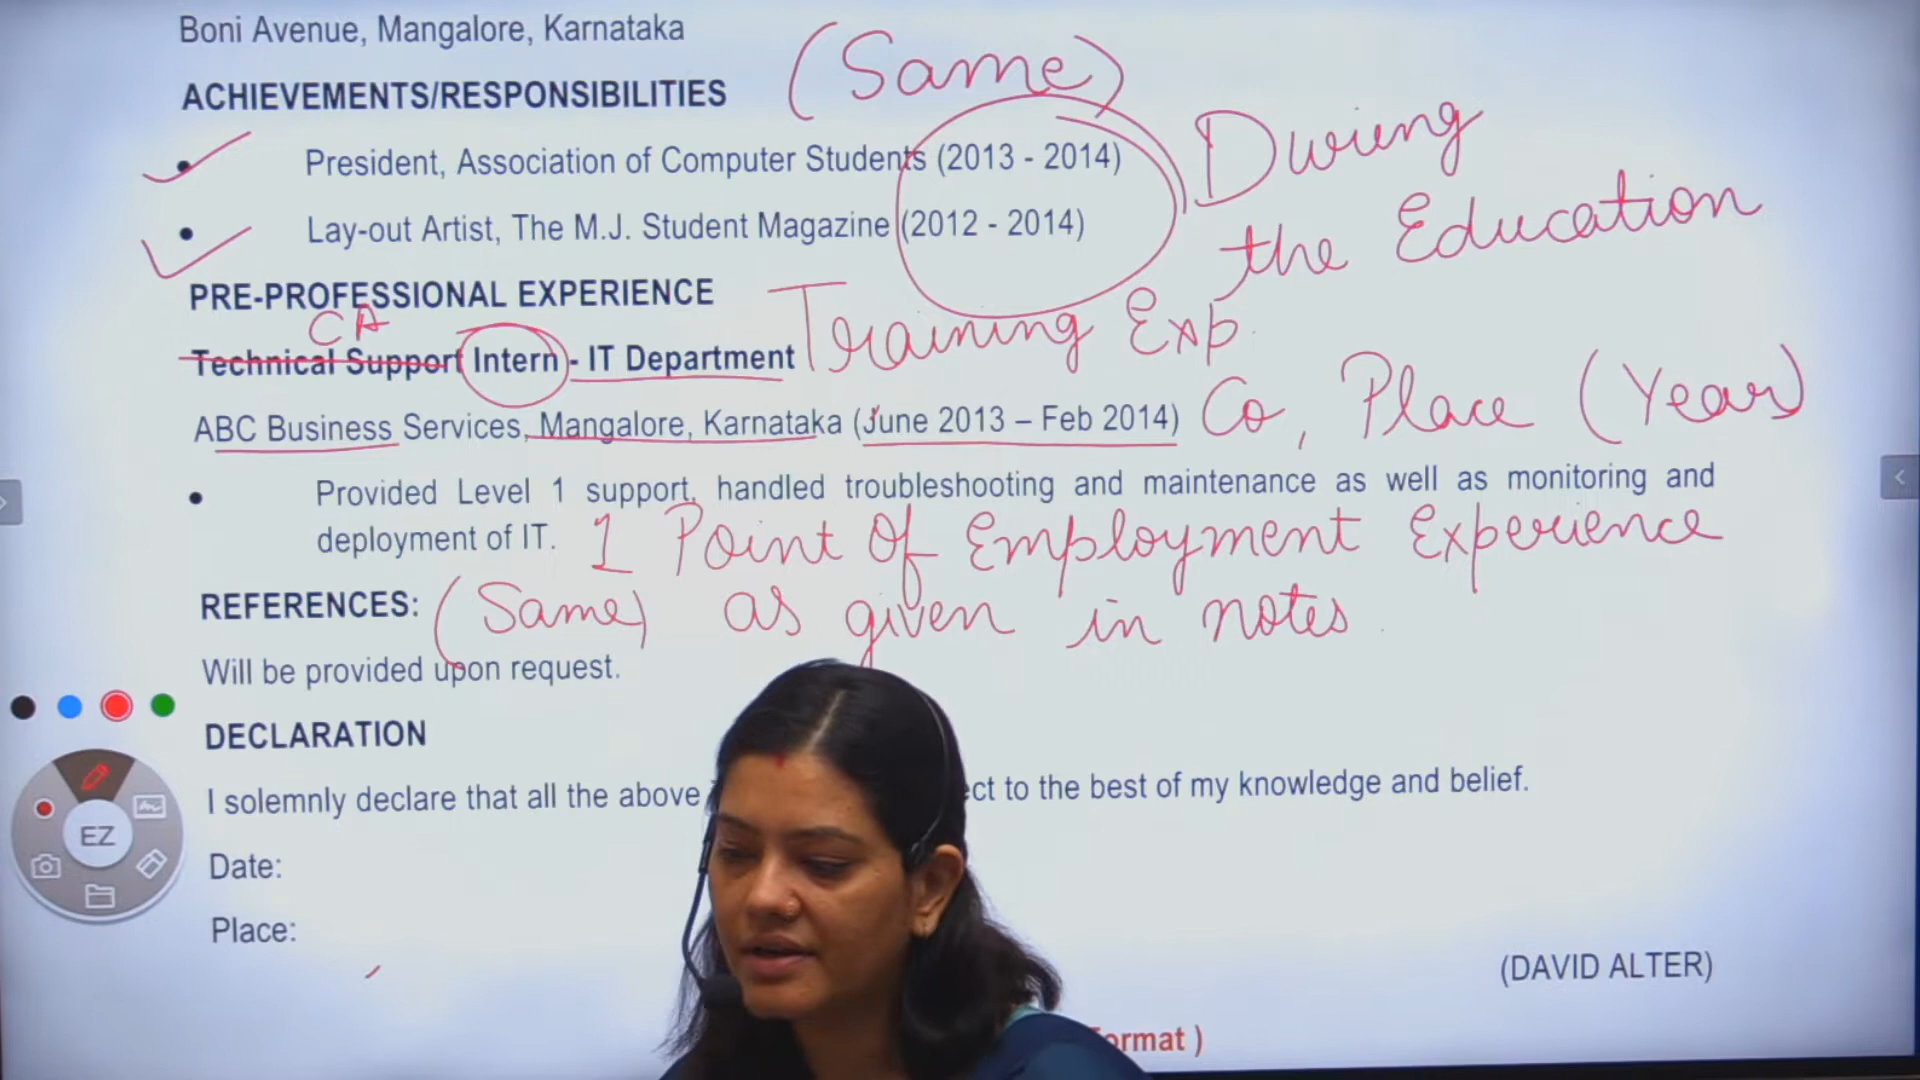 Boni Avenue, Mangalore, Karnataka
(Same)
ACHIEVEMENTS/RESPONSIBILITIES
• President, Association of Computer Students (2013 - 2014)
During
• Lay-out Artist, The M.J. Student Magazine (2012 - 2014)
the Education
PRE-PROFESSIONAL EXPERIENCE
CA
Training Exp.
Technical Support Intern - IT Department
ABC Business Services, Mangalore, Karnataka (June 2013 – Feb 2014)
Co, Place (Year)
• Provided Level 1 support, handled troubleshooting and maintenance as well as monitoring and
deployment of IT.
1 Point Of Employment Experience
REFERENCES:
(Same) as given in notes.
Will be provided upon request.
DECLARATION
I solemnly declare that all the above to the best of my knowledge and belief.
EZ
Date:
Place:
(DAVID ALTER)